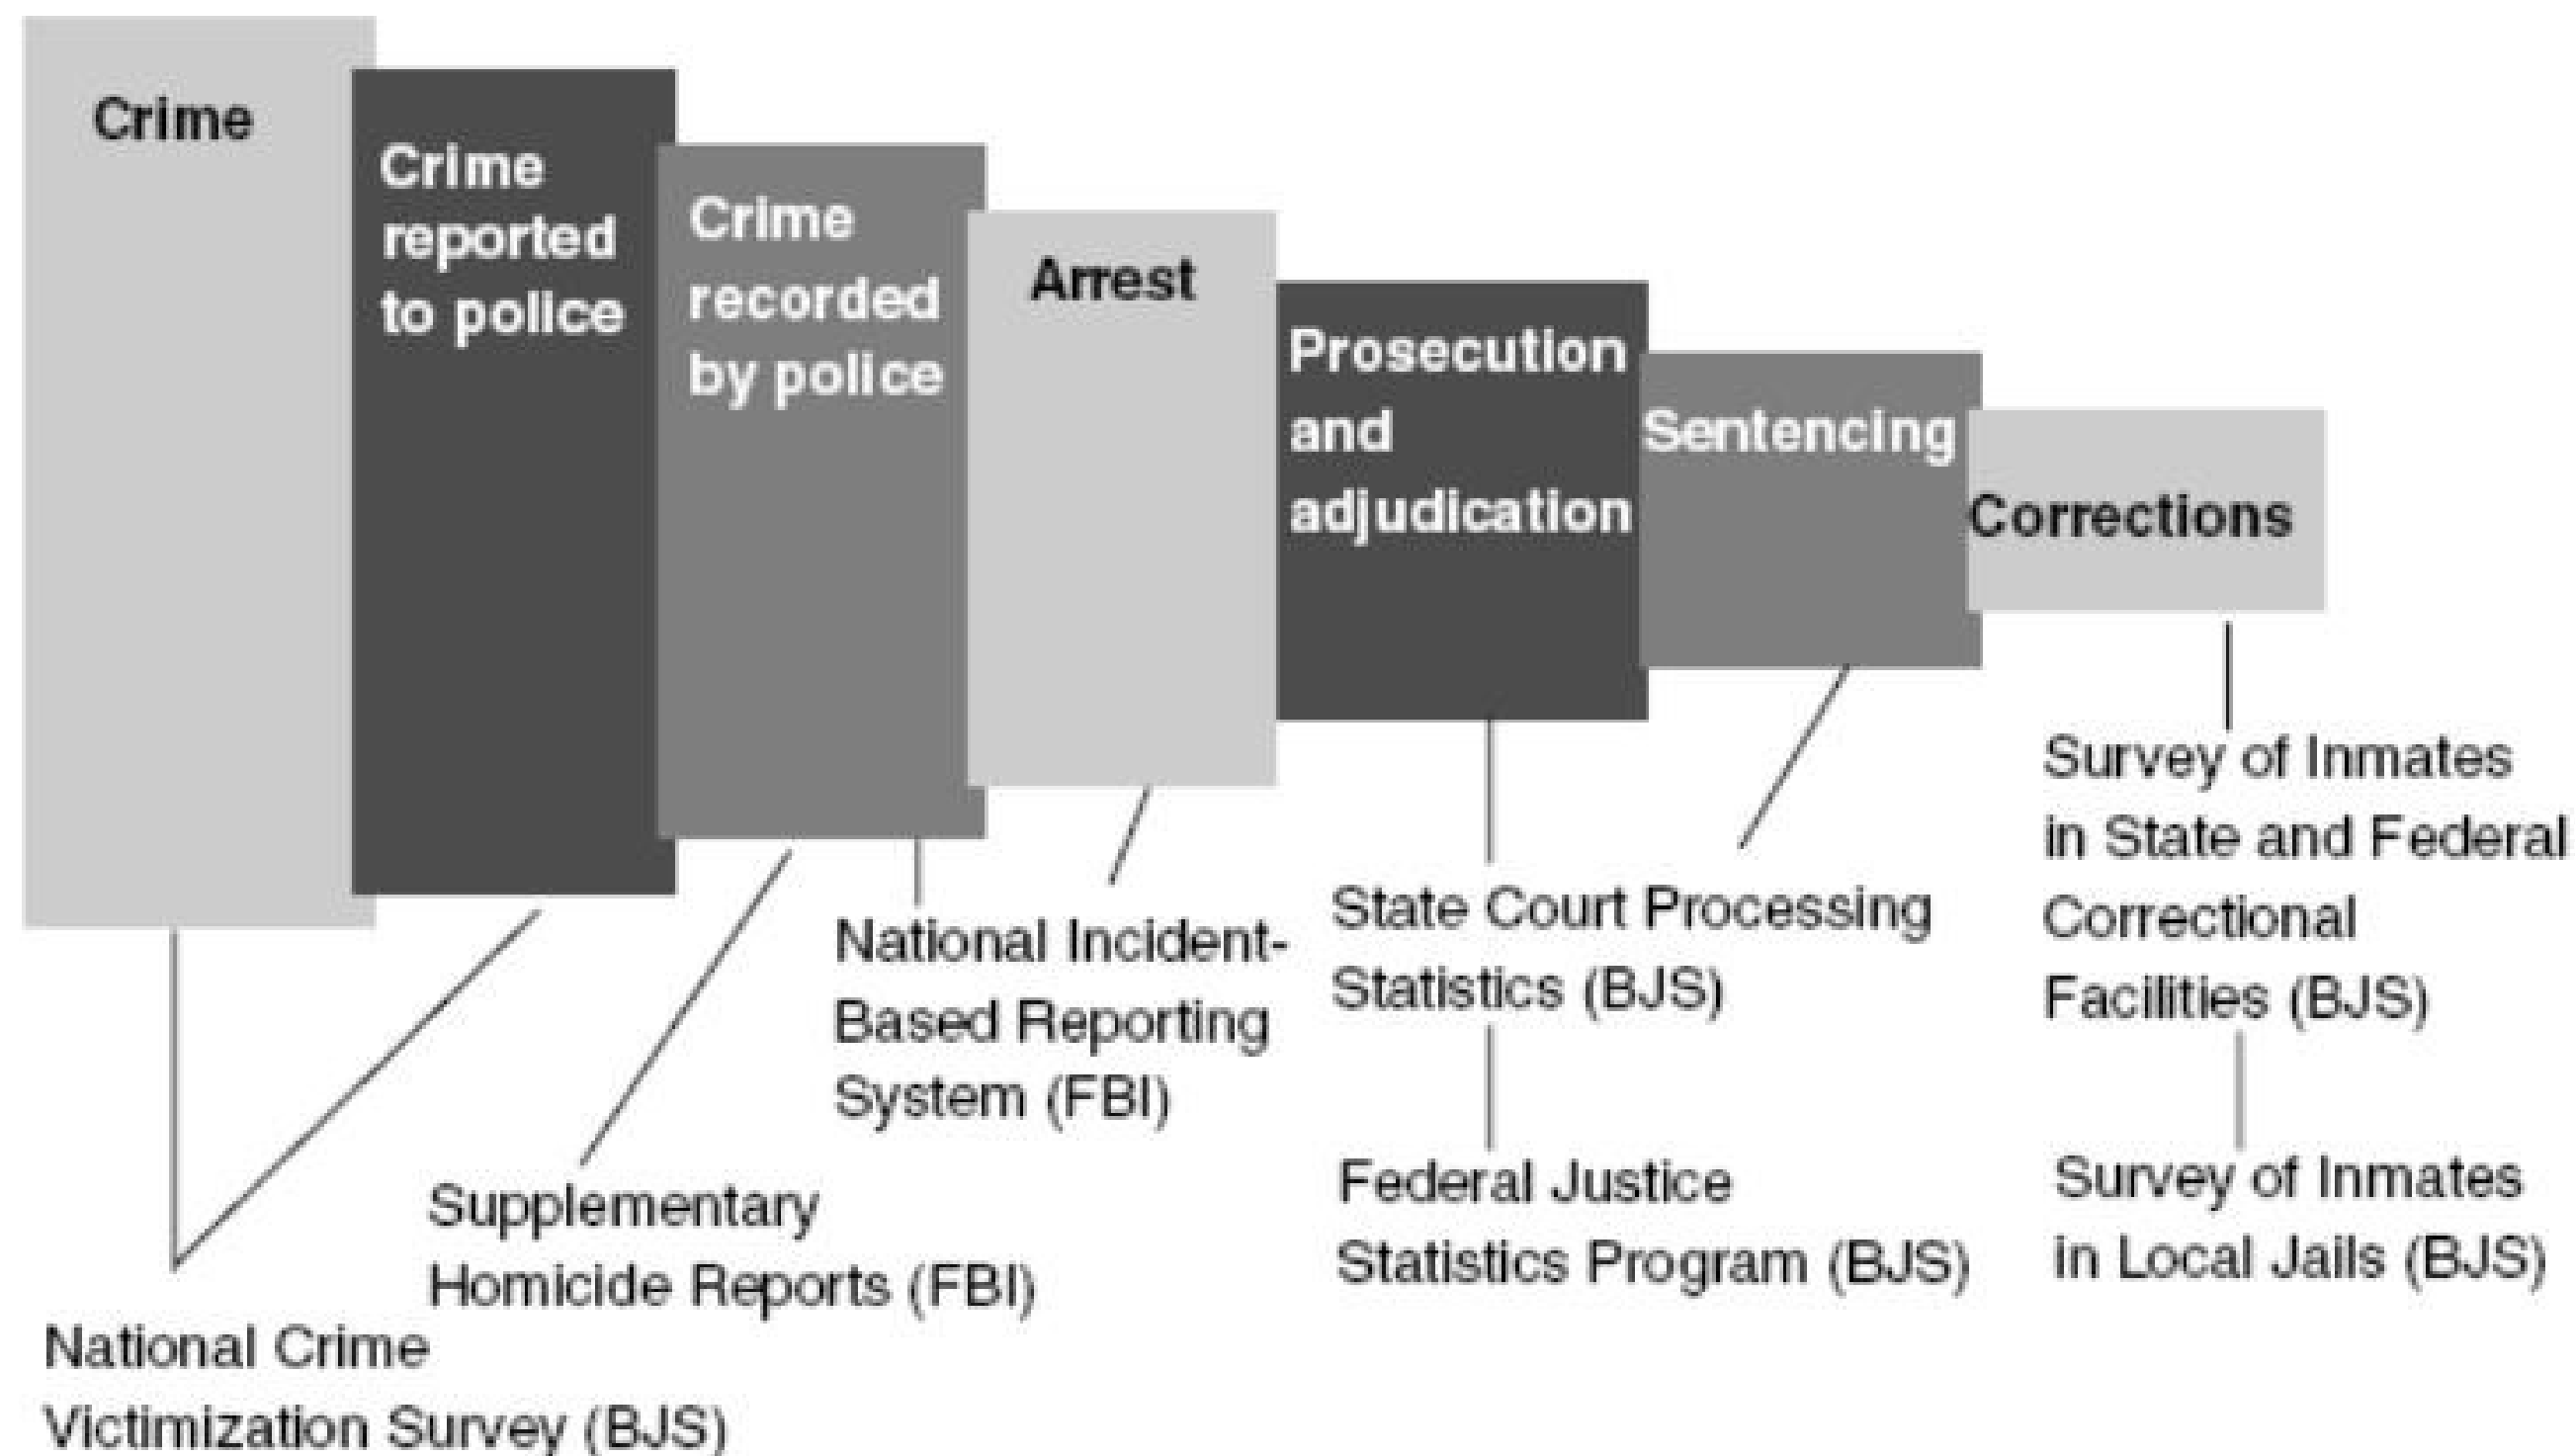 Crime
Crime
reported
to police
Crime
recorded
by police
Arrest
Prosecution
and
adjudication
Sentencing
Corrections
National Crime
Victimization Survey (BJS)
Supplementary
Homicide Reports (FBI)
National Incident-
Based Reporting
System (FBI)
State Court Processing
Statistics (BJS)
Federal Justice
Statistics Program (BJS)
Survey of Inmates
in State and Federal
Correctional
Facilities (BJS)
Survey of Inmates
in Local Jails (BJS)